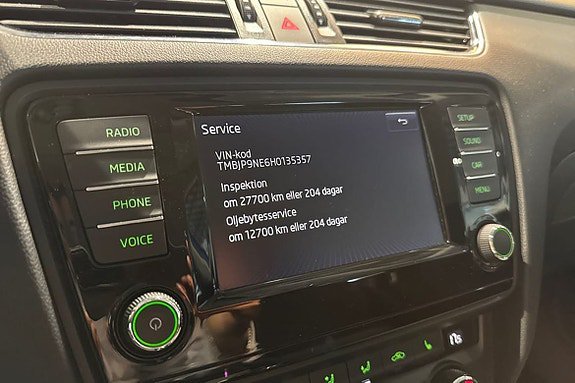 Service
VIN-kod
TMBJP9NE6H0135357
Inspektion
om 27700 km eller 204 dagar
Oljebytesservice
om 12700 km eller 204 dagar
RADIO
MEDIA
PHONE
VOICE
SETUP
SOUND
CAR
MENU